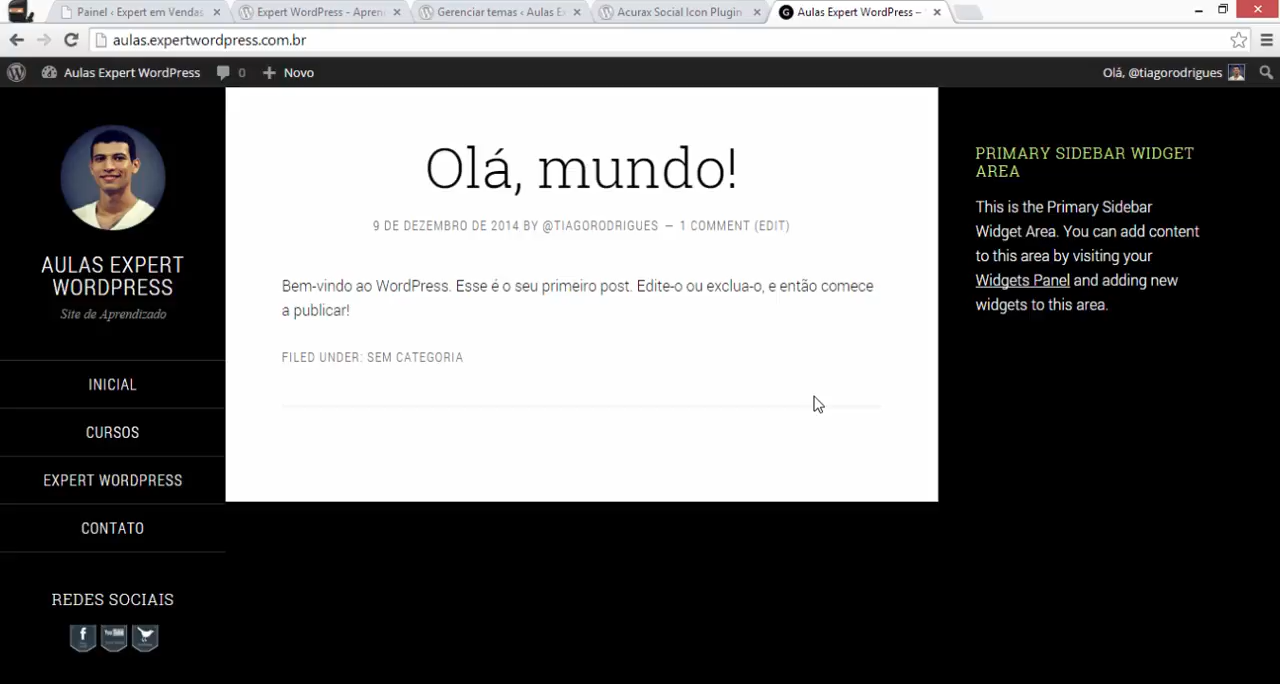 Painel ‹ Expert em Vendas
Expert WordPress - Apren
Gerenciar temas ‹ Aulas E
Acurax Social Icon Plugin
Aulas Expert WordPress –
aulas.expertwordpress.com.br
Aulas Expert WordPress
0
Novo
Olá, @tiagorodrigues
AULAS EXPERT
WORDPRESS
Site de Aprendizado
INICIAL
CURSOS
EXPERT WORDPRESS
CONTATO
REDES SOCIAIS
Olá, mundo!
9 DE DEZEMBRO DE 2014 BY @TIAGORODRIGUES — 1 COMMENT (EDIT)
Bem-vindo ao WordPress. Esse é o seu primeiro post. Edite-o ou exclua-o, e então comece
a publicar!
FILED UNDER: SEM CATEGORIA
PRIMARY SIDEBAR WIDGET
AREA
This is the Primary Sidebar
Widget Area. You can add content
to this area by visiting your
Widgets Panel and adding new
widgets to this area.